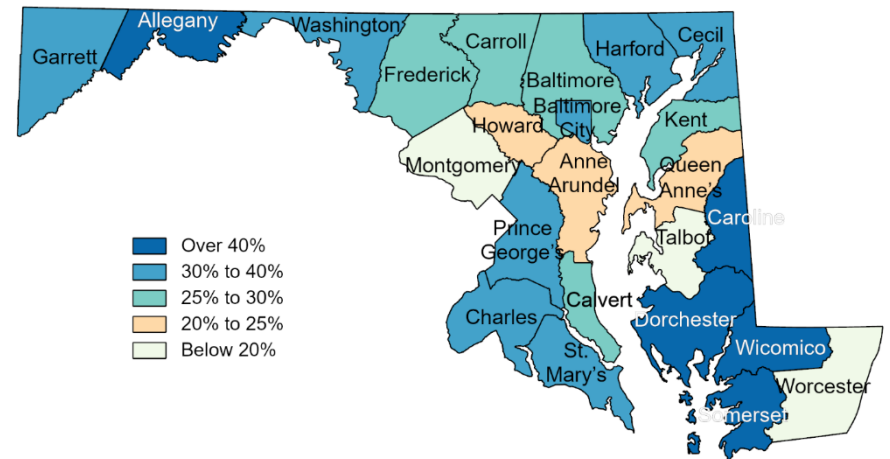 Allegany
Washington
Garrett
Carroll
Harford
Cecil
Frederick
Baltimore
Baltimore
City
Kent
Howard
Montgomery
Anne
Arundel
Queen
Anne's
Caroline
Talbot
Prince
George's
Over 40%
30% to 40%
25% to 30%
20% to 25%
Below 20%
Calvert
Charles
St.
Mary's
Dorchester
Wicomico
Worcester
Somerset